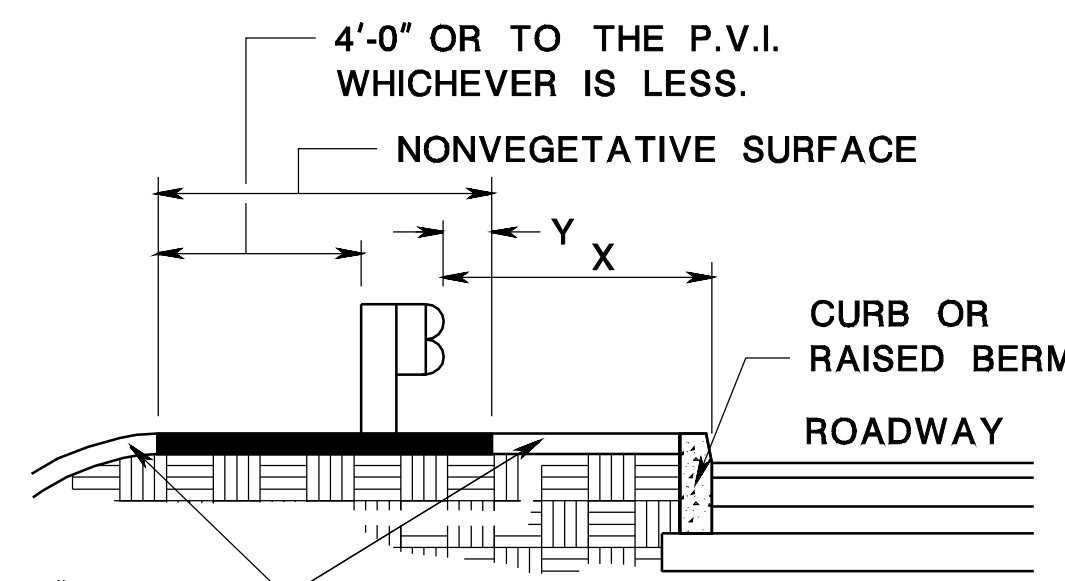 4'-0" OR TO THE P.V.I.
WHICHEVER IS LESS.
NONVEGETATIVE SURFACE
Y
X
CURB OR
RAISED BERM
ROADWAY